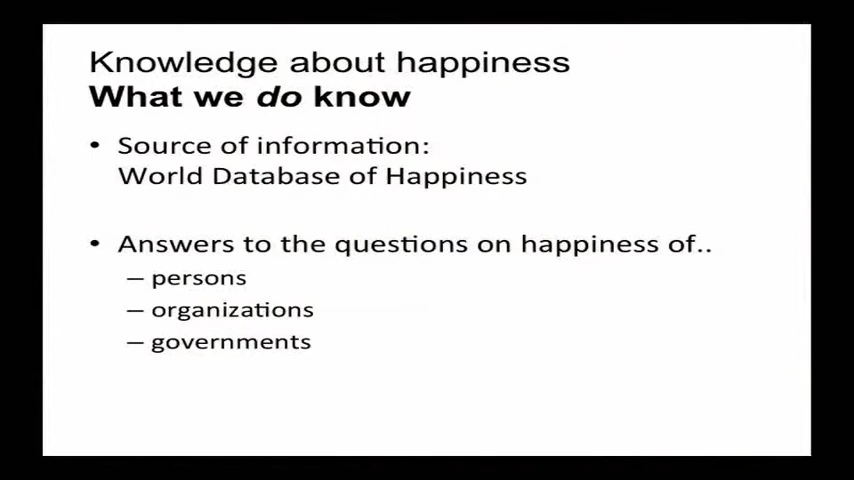 Knowledge about happiness
What we do know
• Source of information:
World Database of Happiness
• Answers to the questions on happiness of..
– persons
– organizations
– governments